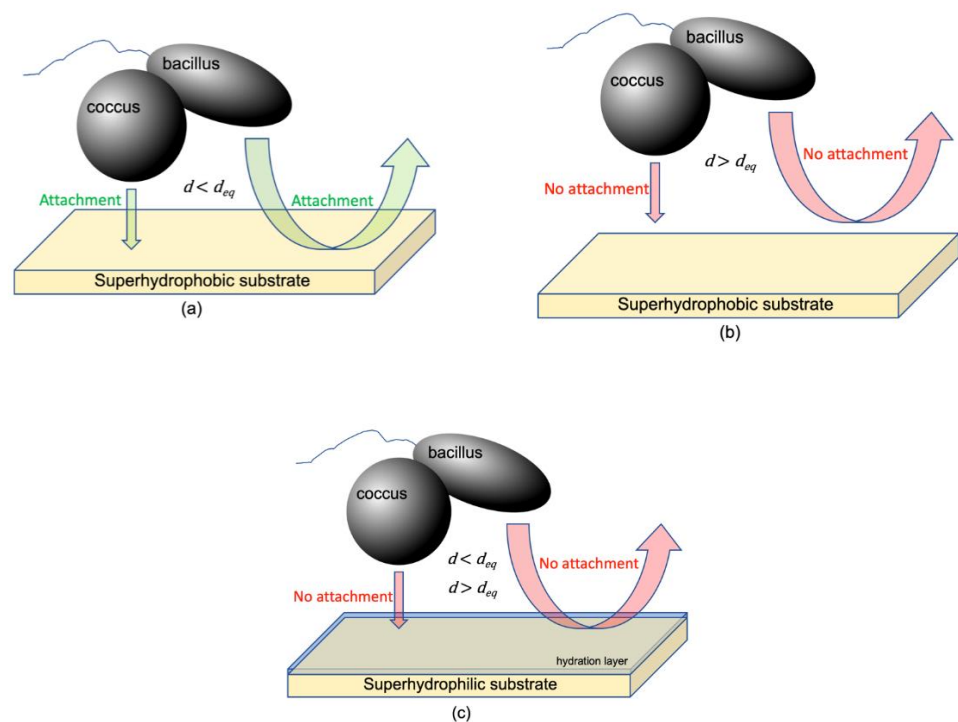 bacillus
coccus
d < d_eq
Attachment
Attachment
Superhydrophobic substrate
(a)
bacillus
coccus
d > d_eq
No attachment
No attachment
Superhydrophobic substrate
(b)
bacillus
coccus
d < d_eq
d > d_eq
No attachment
No attachment
hydration layer
Superhydrophilic substrate
(c)